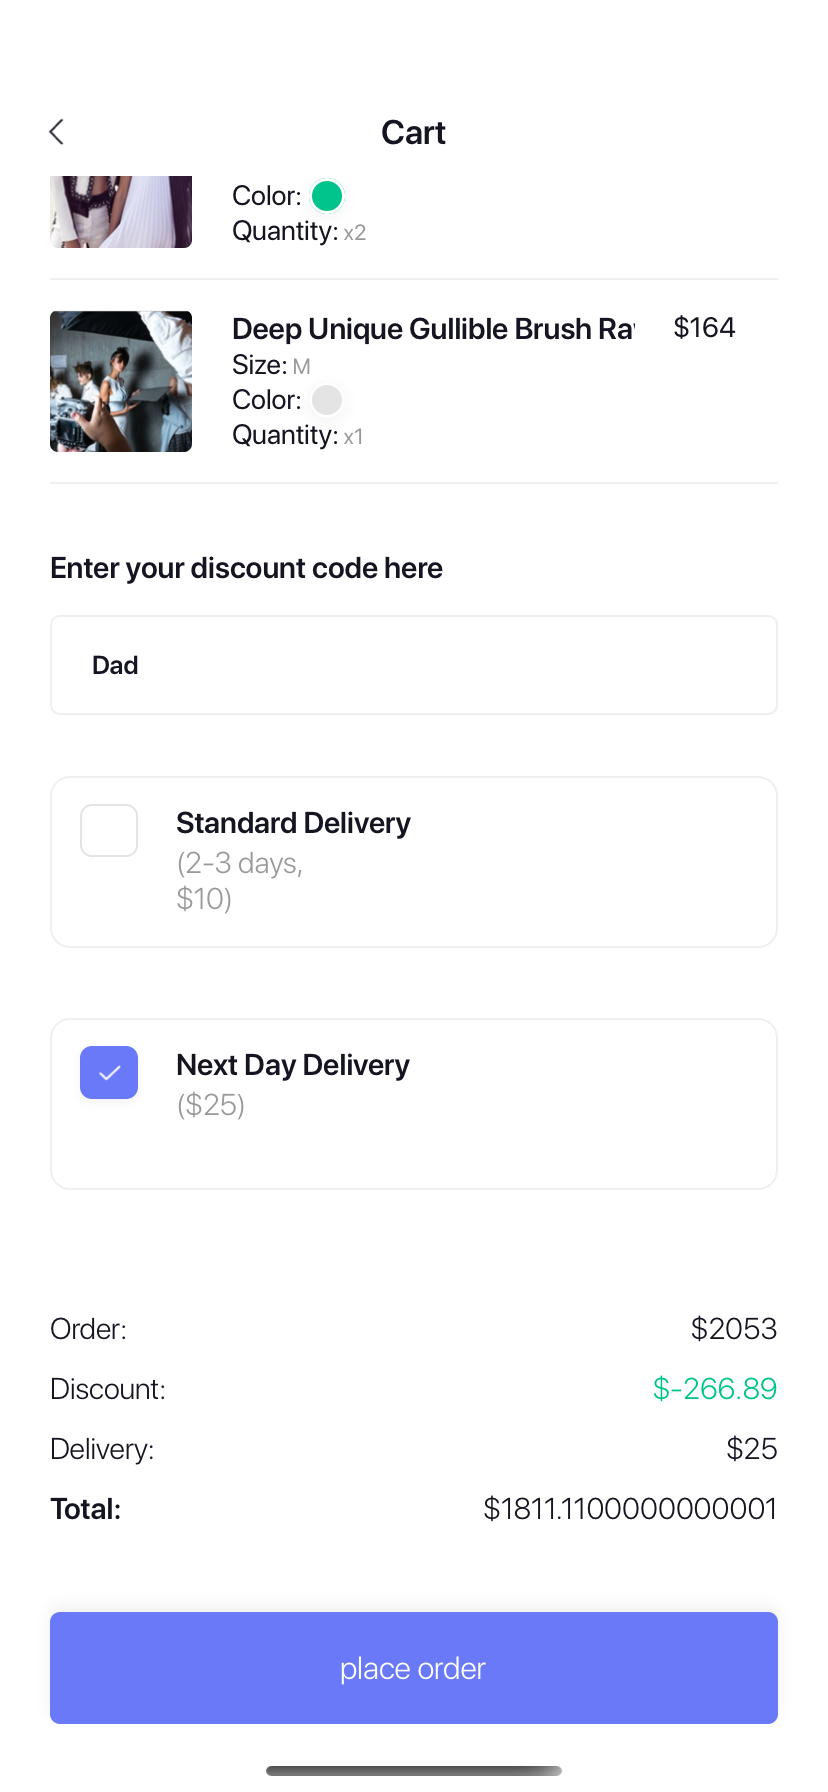 Cart
Color:
Quantity: x2
Deep Unique Gullible Brush Ra
$164
Size: M
Color:
Quantity: x1
Enter your discount code here
Dad
Standard Delivery
(2-3 days,
$10)
Next Day Delivery
($25)
Order: $2053
Discount: $-266.89
Delivery: $25
Total: $1811.1100000000001
place order